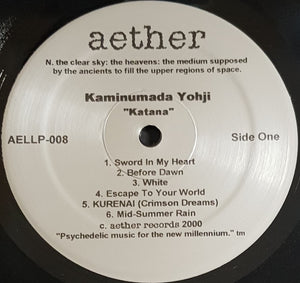 aether
N. the clear sky: the heavens: the medium supposed
by the ancients to fill the upper regions of space.
Kaminumada Yohji
"Katana"
AELLP-008
Side One
1. Sword In My Heart
2. Before Dawn
3. White
4. Escape To Your World
5. KURENAI (Crimson Dreams)
6. Mid-Summer Rain
c. aether records 2000
"Psychedelic music for the new millennium." tm